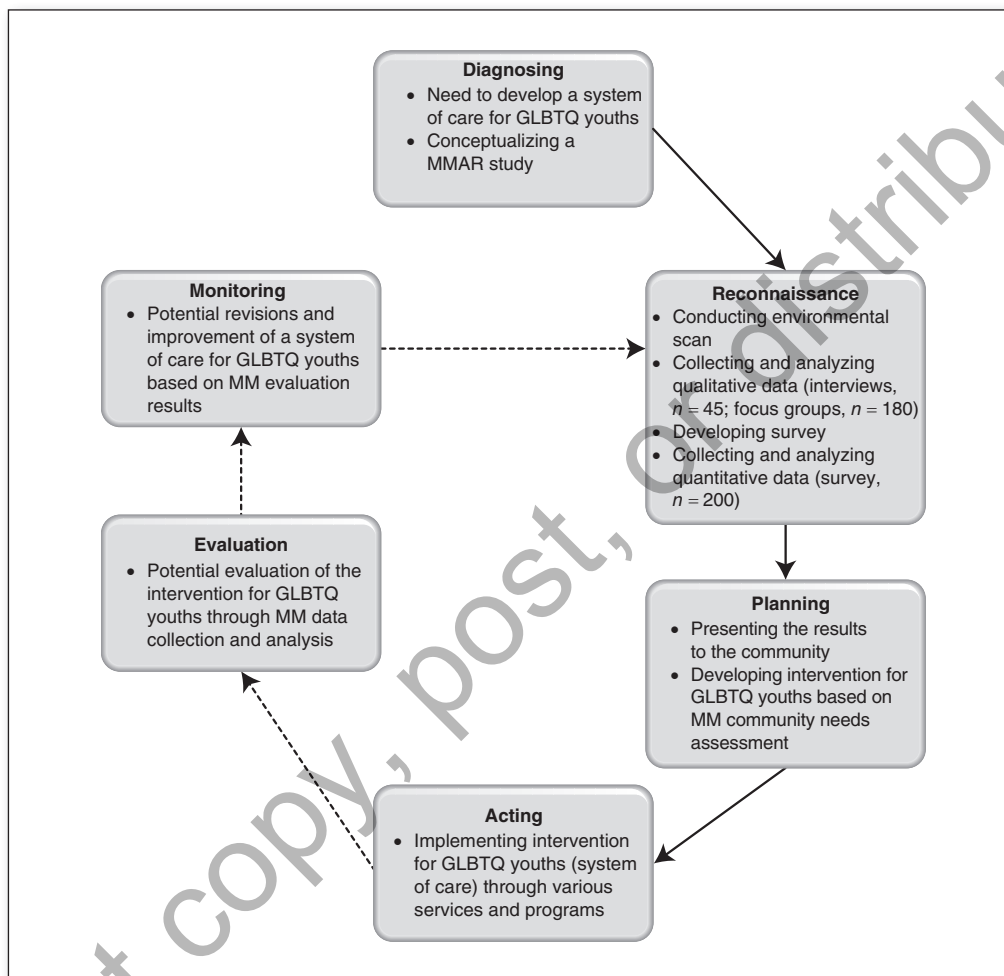 Diagnosing
• Need to develop a system
of care for GLBTQ youths
• Conceptualizing a
MMAR study
Monitoring
• Potential revisions and
improvement of a system
of care for GLBTQ youths
based on MM evaluation
results
Reconnaissance
• Conducting environmental
scan
• Collecting and analyzing
qualitative data (interviews,
n = 45; focus groups, n = 180)
• Developing survey
• Collecting and analyzing
quantitative data (survey,
n = 200)
Evaluation
• Potential evaluation of the
intervention for GLBTQ
youths through MM data
collection and analysis
Planning
• Presenting the results
to the community
• Developing intervention for
GLBTQ youths based on
MM community needs
assessment
Acting
• Implementing intervention
for GLBTQ youths (system
of care) through various
services and programs
copy, post, or